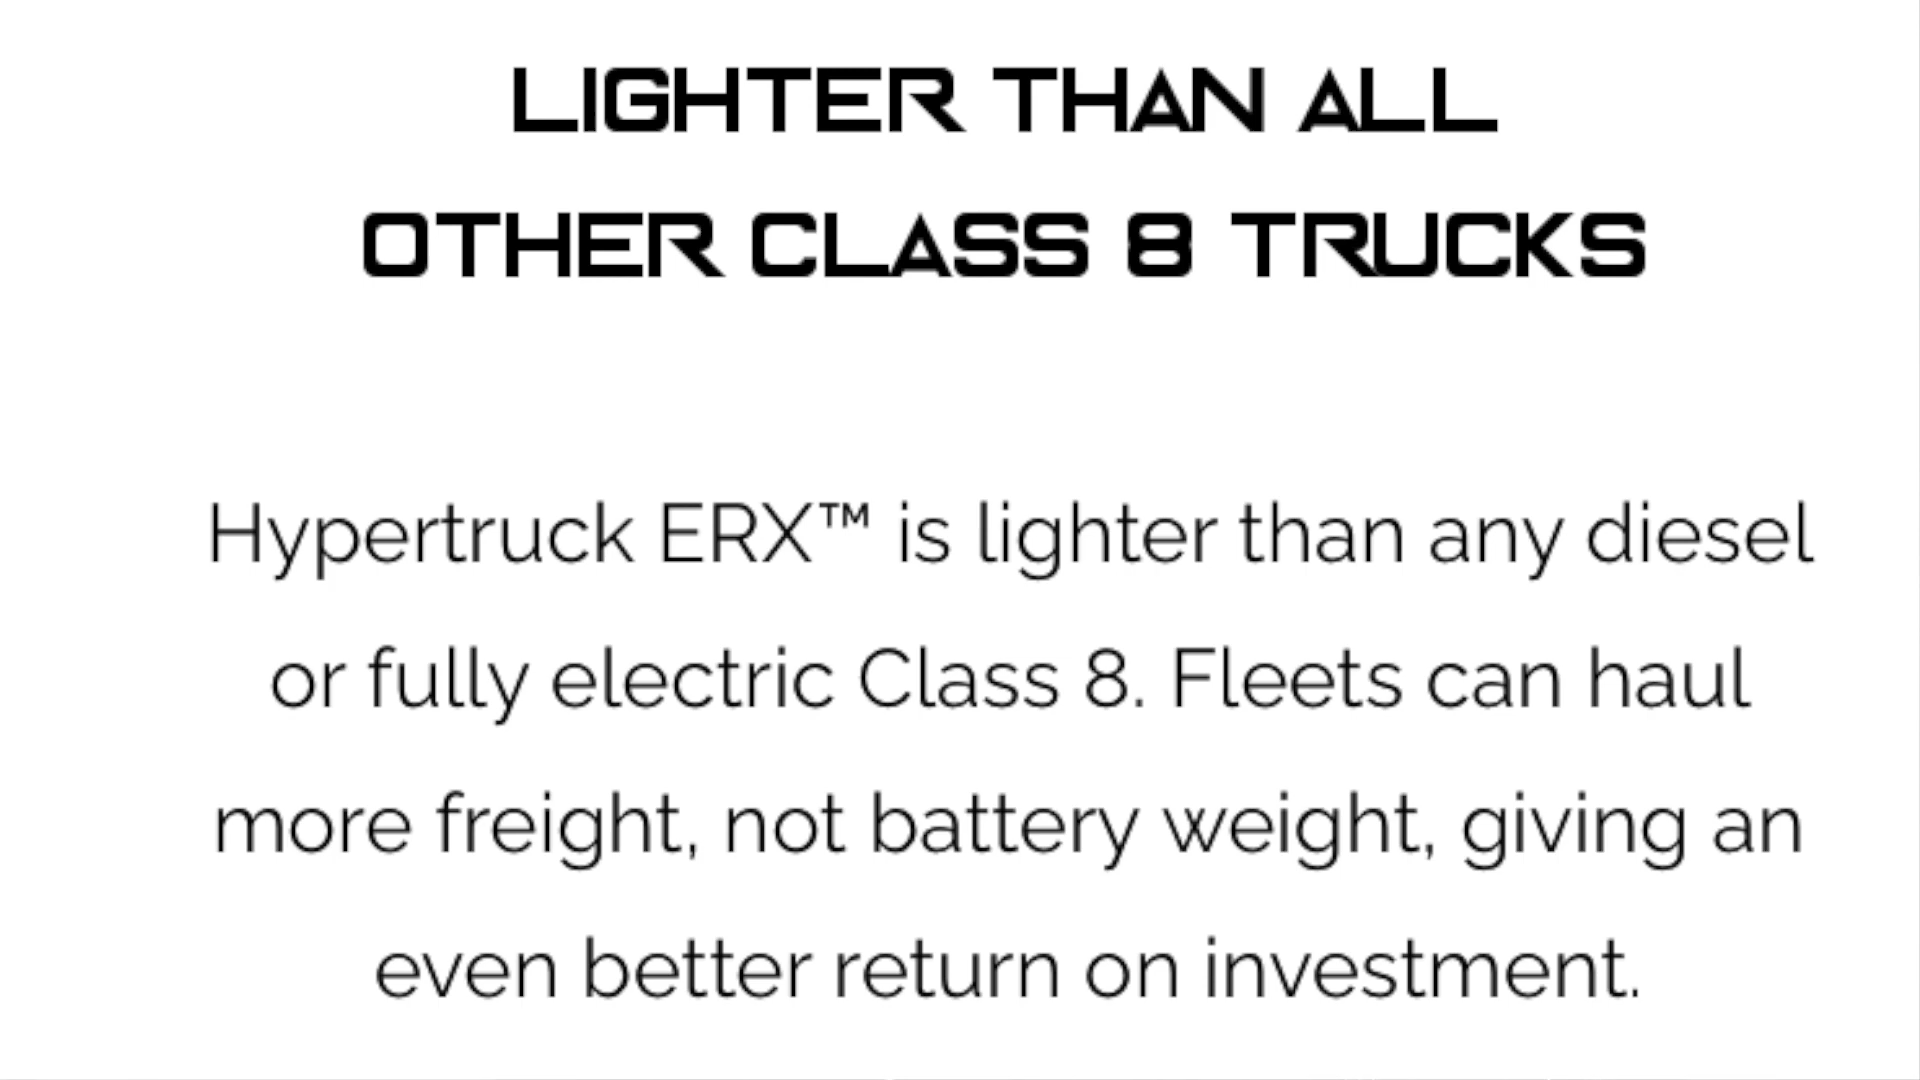 LIGHTER THAN ALL
OTHER CLASS 8 TRUCKS
Hypertruck ERX™ is lighter than any diesel
or fully electric Class 8. Fleets can haul
more freight, not battery weight, giving an
even better return on investment.